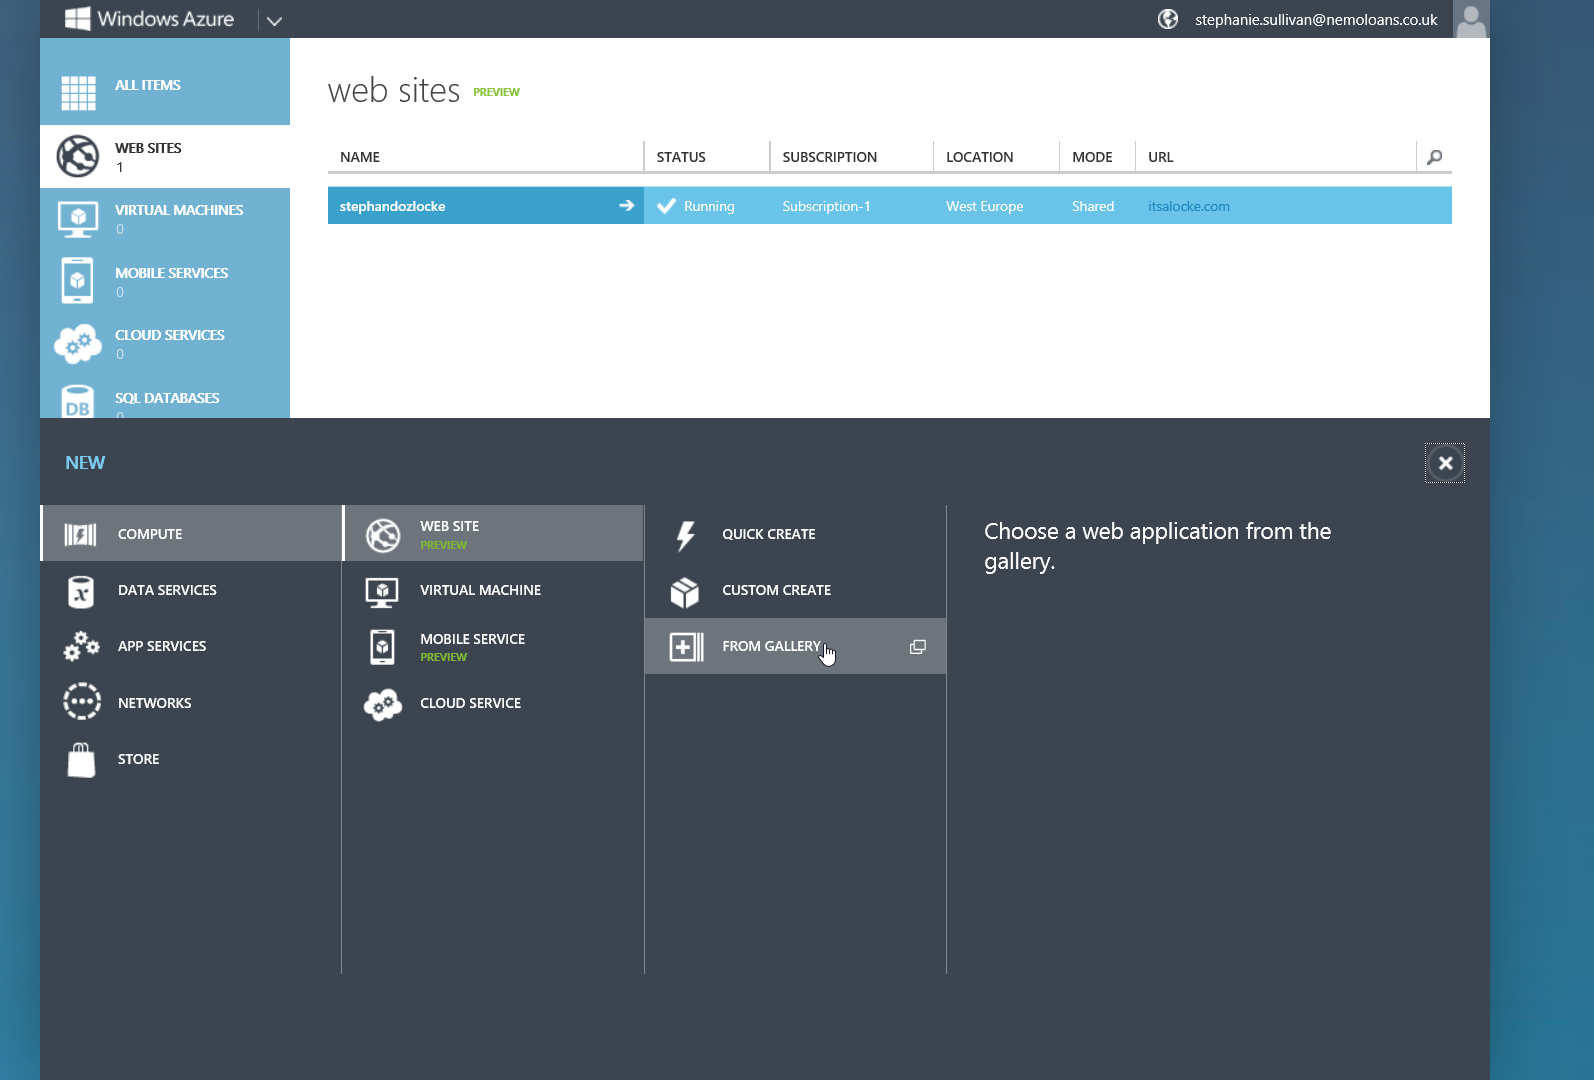 Windows Azure
stephanie.sullivan@nemoloans.co.uk
ALL ITEMS
WEB SITES
1
VIRTUAL MACHINES
0
MOBILE SERVICES
0
CLOUD SERVICES
0
SQL DATABASES
0
DB
web sites PREVIEW
NAME STATUS SUBSCRIPTION LOCATION MODE URL
stephandozlocke Running Subscription-1 West Europe Shared itsalocke.com
NEW
COMPUTE
DATA SERVICES
APP SERVICES
NETWORKS
STORE
WEB SITE
PREVIEW
VIRTUAL MACHINE
MOBILE SERVICE
PREVIEW
CLOUD SERVICE
QUICK CREATE
CUSTOM CREATE
FROM GALLERY
Choose a web application from the
gallery.